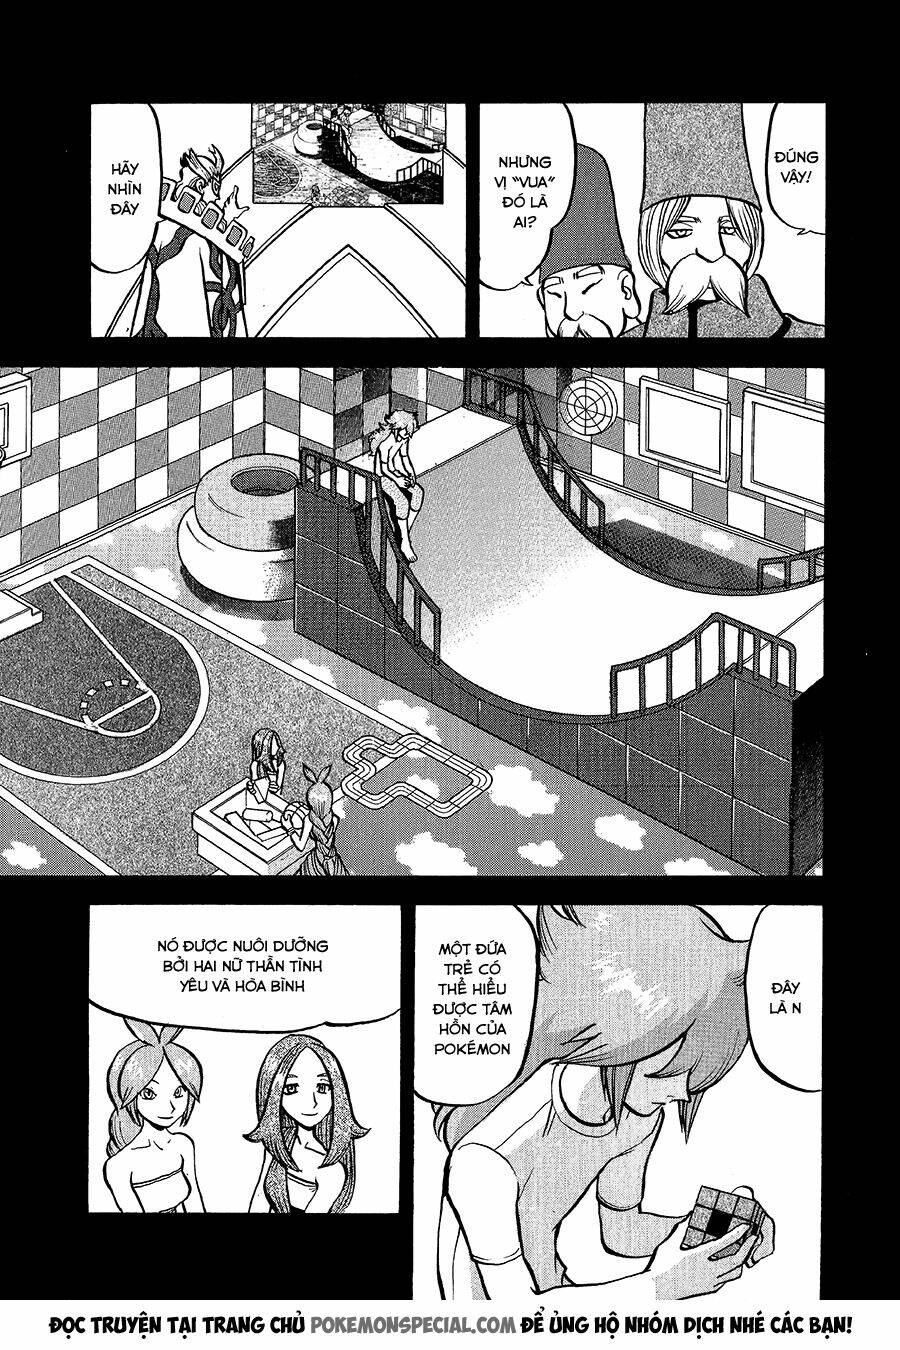 ĐÚNG
VẬY!
NHƯNG
VỊ "VUA"
ĐÓ LÀ
AI?
HÃY
NHÌN
ĐÂY
ĐÂY
LÀ N
MỘT ĐỨA
TRẺ CÓ
THỂ HIỂU
ĐƯỢC TÂM
HỒN CỦA
POKÉMON
NÓ ĐƯỢC NUÔI DƯỠNG
BỞI HAI NỮ THẦN TÌNH
YÊU VÀ HÒA BÌNH
ĐỌC TRUYỆN TẠI TRANG CHỦ POKEMONSPECIAL.COM ĐỂ ỦNG HỘ NHÓM DỊCH NHÉ CÁC BẠN!